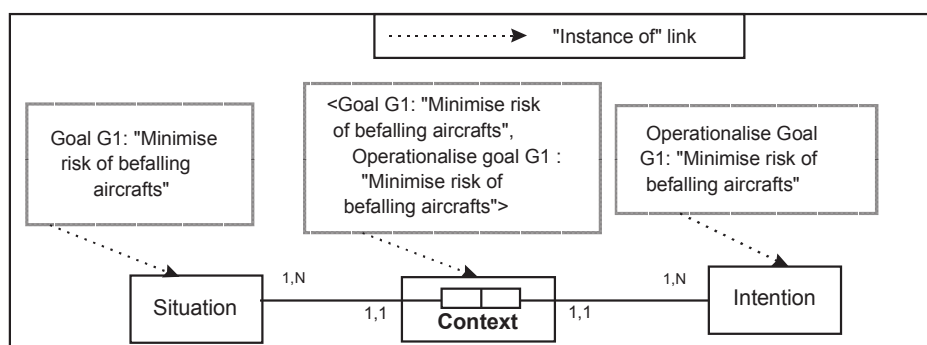 "Instance of" link
Goal G1: "Minimise
risk of befalling
aircrafts"
<Goal G1: "Minimise risk
of befalling aircrafts",
Operationalise goal G1 :
"Minimise risk of
befalling aircrafts">
Operationalise Goal
G1: "Minimise risk of
befalling aircrafts"
Situation
1,N
1,1
Context
1,1
1,N
Intention